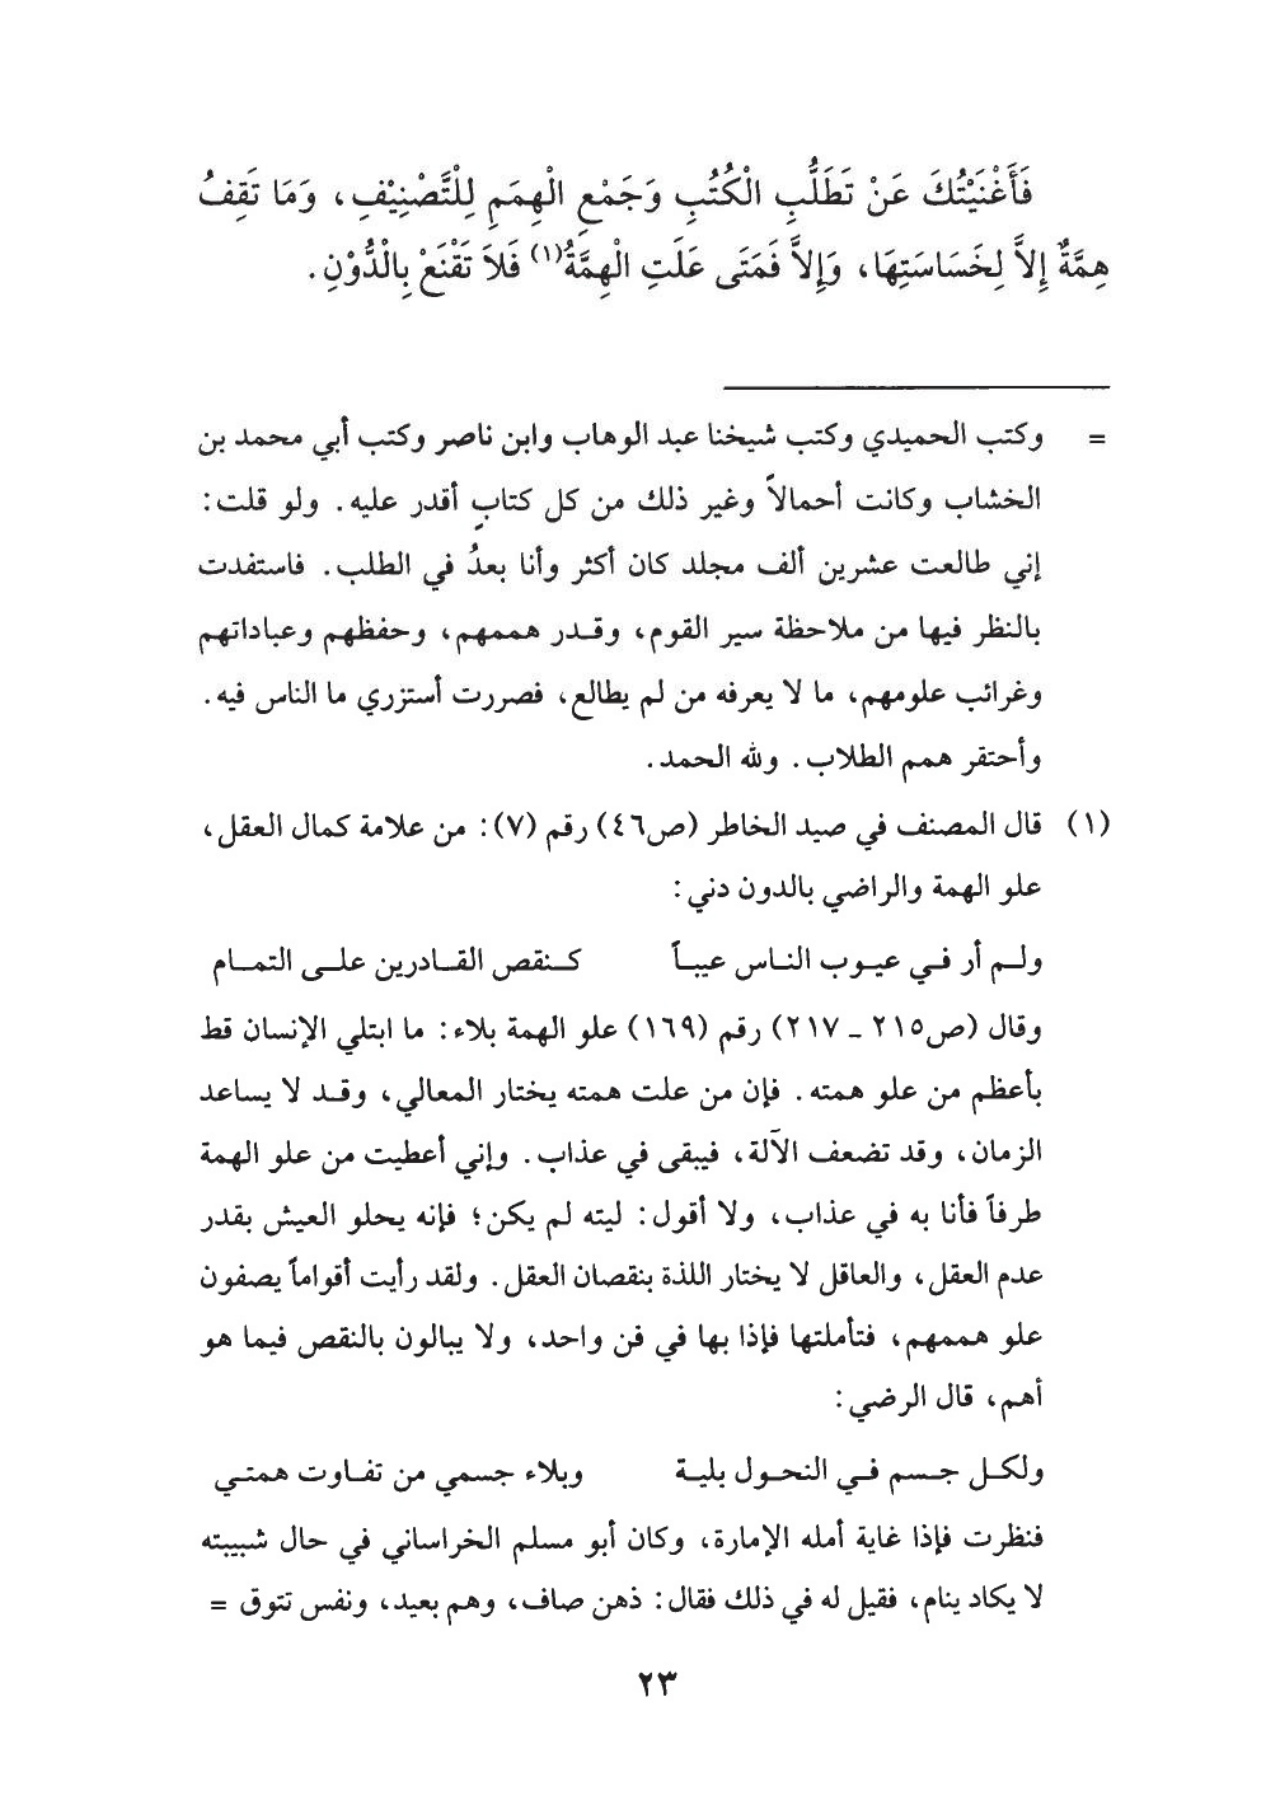 فَأَغْنَيْتُكَ عَنْ تَطَلُّبِ الْكُتُبِ وَجَمْعِ الْهِمَمِ لِلتَّصْنِيْفِ، وَمَا تَقِفُ
هِمَّةٌ إِلاَّ لِخَسَاسَتِهَا، وَإِلاَّ فَمَتَى عَلَتِ الْهِمَّةُ(١) فَلاَ تَقْنَعْ بِالْدُّوْنِ.
= وكتب الحميدي وكتب شيخنا عبد الوهاب وابن ناصر وكتب أبي محمد بن
الخشاب وكانت أحمالاً وغير ذلك من كل كتابٍ أقدر عليه. ولو قلت:
إني طالعت عشرين ألف مجلد كان أكثر وأنا بعدُ في الطلب. فاستفدت
بالنظر فيها من ملاحظة سير القوم، وقدر هممهم، وحفظهم وعباداتهم
وغرائب علومهم، ما لا يعرفه من لم يطالع، فصررت أستزري ما الناس فيه.
وأحتقر همم الطلاب. ولله الحمد.
(١) قال المصنف في صيد الخاطر (ص٤٦) رقم (٧): من علامة كمال العقل،
علو الهمة والراضي بالدون دني:
ولم أر في عيوب الناس عيباً كنقص القادرين على التمام
وقال (ص٢١٥ ـ ٢١٧) رقم (١٦٩) علو الهمة بلاء: ما ابتلي الإنسان قط
بأعظم من علو همته. فإن من علت همته يختار المعالي، وقد لا يساعد
الزمان، وقد تضعف الآلة، فيبقى في عذاب. وإني أعطيت من علو الهمة
طرفاً فأنا به في عذاب، ولا أقول: ليته لم يكن؛ فإنه يحلو العيش بقدر
عدم العقل، والعاقل لا يختار اللذة بنقصان العقل. ولقد رأيت أقواماً يصفون
علو هممهم، فتأملتها فإذا بها في فن واحد، ولا يبالون بالنقص فيما هو
أهم، قال الرضي:
ولكل جسم في النحول بلية وبلاء جسمي من تفاوت همتي
فنظرت فإذا غاية أمله الإمارة، وكان أبو مسلم الخراساني في حال شبيبته
لا يكاد ينام، فقيل له في ذلك فقال: ذهن صاف، وهم بعيد، ونفس تتوق =
٢٣